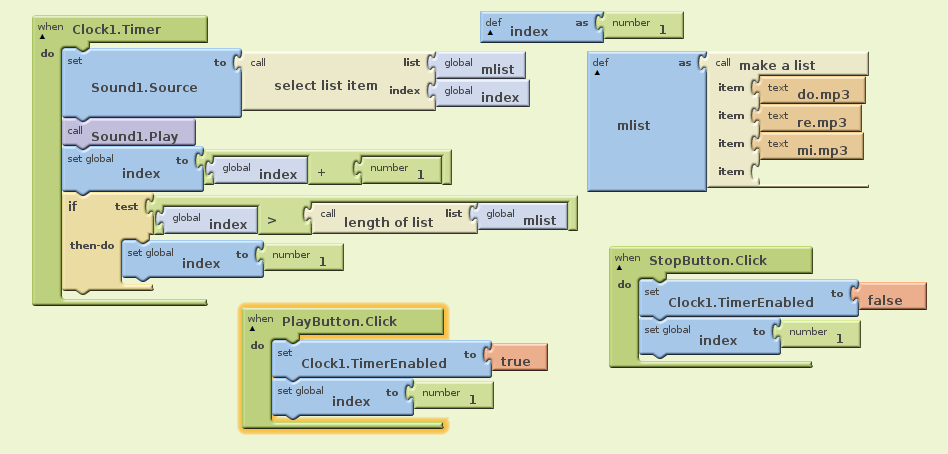 when Clock1.Timer
do
set Sound1.Source to
call select list item list global mlist
index global index
call Sound1.Play
set global index to global index + number 1
if test global index > call length of list list global mlist
then-do set global index to number 1
def index as number 1
def mlist as call make a list
item text do.mp3
item text re.mp3
item text mi.mp3
item
when PlayButton.Click
do
set Clock1.TimerEnabled to true
set global index to number 1
when StopButton.Click
do
set Clock1.TimerEnabled to false
set global index to number 1